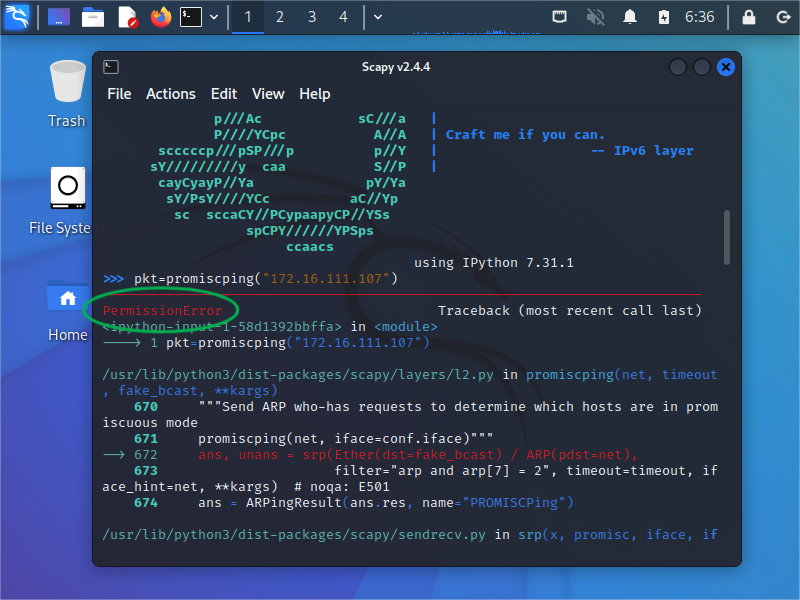 1 2 3 4 6:36
Scapy v2.4.4
File Actions Edit View Help
Trash
File Syste
Home
p///Ac sC///a |
P////YCpc A//A | Craft me if you can.
scccccp///pSP///p p//Y | -- IPv6 layer
sY/////////y caa S//P |
cayCyayP//Ya pY/Ya
sY/PsY////YCc aC//Yp
sc sccaCY//PCypaapyCP//YSs
spCPY//////YPSps
ccaacs
using IPython 7.31.1
>>> pkt=promiscping("172.16.111.107")
PermissionError Traceback (most recent call last)
<ipython-input-1-58d1392bbffa> in <module>
----> 1 pkt=promiscping("172.16.111.107")
/usr/lib/python3/dist-packages/scapy/layers/l2.py in promiscping(net, timeout
, fake_bcast, **kargs)
670 """Send ARP who-has requests to determine which hosts are in prom
iscuous mode
671 promiscping(net, iface=conf.iface)"""
--> 672 ans, unans = srp(Ether(dst=fake_bcast) / ARP(pdst=net),
673 filter="arp and arp[7] = 2", timeout=timeout, if
ace_hint=net, **kargs) # noqa: E501
674 ans = ARPingResult(ans.res, name="PROMISCPing")
/usr/lib/python3/dist-packages/scapy/sendrecv.py in srp(x, promisc, iface, if